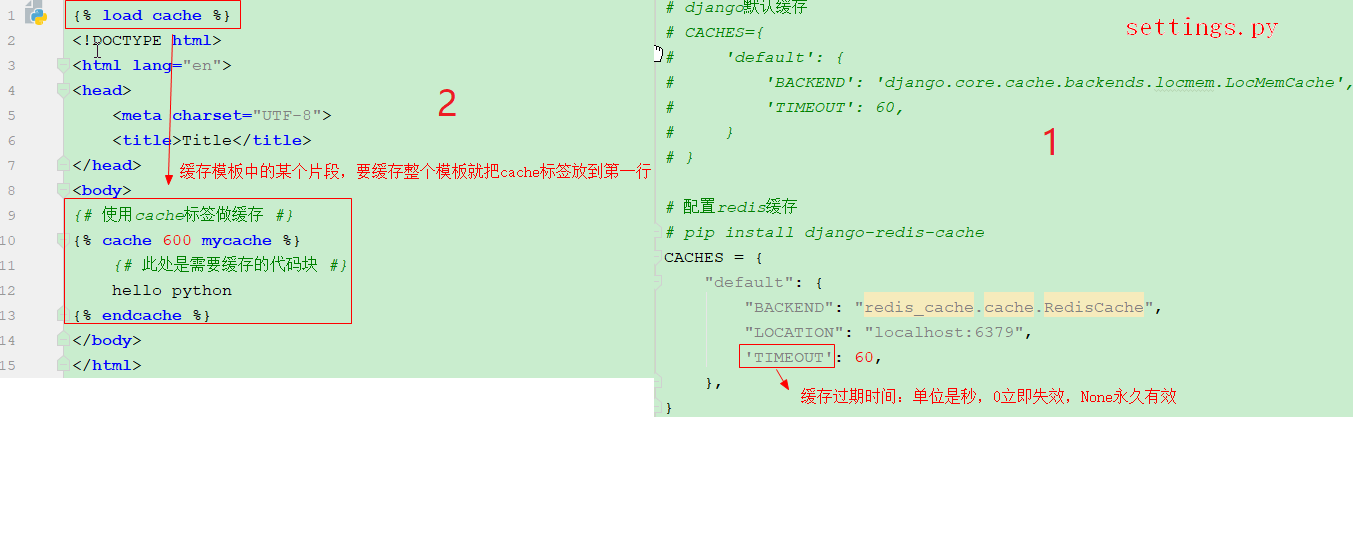 1 {% load cache %}
2 <!DOCTYPE html>
3 <html lang="en">
4 <head>
5 <meta charset="UTF-8">
6 <title>Title</title>
7 </head>
8 <body>
9 {# 使用cache标签做缓存 #}
10 {% cache 600 mycache %}
11 {# 此处是需要缓存的代码块 #}
12 hello python
13 {% endcache %}
14 </body>
15 </html>
2
缓存模板中的某个片段，要缓存整个模板就把cache标签放到第一行
# django默认缓存
settings.py
# CACHES={
# 'default': {
# 'BACKEND': 'django.core.cache.backends.locmem.LocMemCache',
# 'TIMEOUT': 60,
# }
# }
1
# 配置redis缓存
# pip install django-redis-cache
CACHES = {
"default": {
"BACKEND": "redis_cache.cache.RedisCache",
"LOCATION": "localhost:6379",
'TIMEOUT': 60,
},
缓存过期时间：单位是秒，0立即失效，None永久有效
}